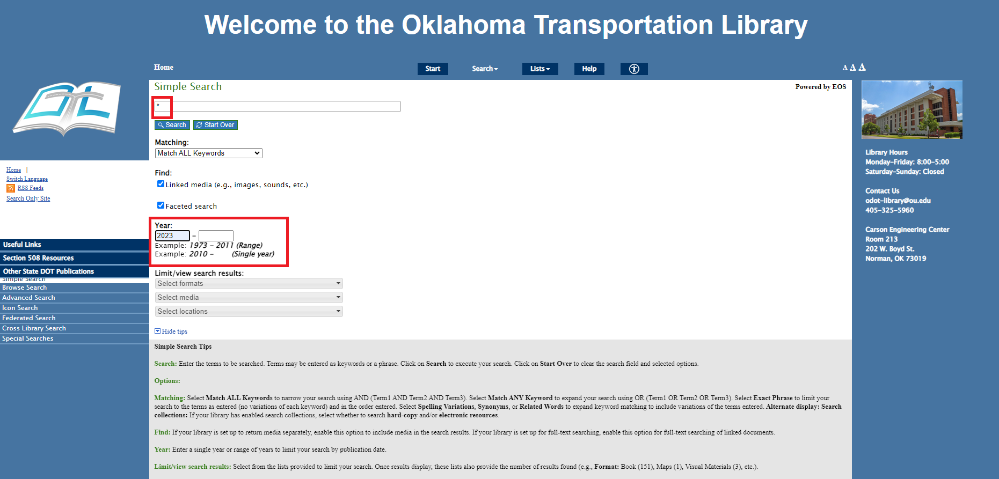 Welcome to the Oklahoma Transportation Library
Home
Start
Search
Lists
Help
A A A
Simple Search
Powered by EOS
*
Search
Start Over
Matching:
Match ALL Keywords
Find:
Linked media (e.g., images, sounds, etc.)
Faceted search
Year:
2023 –
Example: 1973 – 2011 (Range)
Example: 2010 – (Single year)
Limit/view search results:
Select formats
Select media
Select locations
Hide tips
Home |
Switch Language
RSS Feeds
Search Only Site
Useful Links
Section 508 Resources
Other State DOT Publications
Simple Search
Browse Search
Advanced Search
Icon Search
Federated Search
Cross Library Search
Special Searches
Library Hours
Monday–Friday: 8:00–5:00
Saturday–Sunday: Closed
Contact Us
odot-library@ou.edu
405-325-5960
Carson Engineering Center
Room 213
202 W. Boyd St.
Norman, OK 73019
Simple Search Tips
Search: Enter the terms to be searched. Terms may be entered as keywords or a phrase. Click on Search to execute your search. Click on Start Over to clear the search field and selected options.
Options:
Matching: Select Match ALL Keywords to narrow your search using AND (Term1 AND Term2 AND Term3). Select Match ANY Keyword to expand your search using OR (Term1 OR Term2 OR Term3). Select Exact Phrase to limit your
search to the terms as entered (no variations of each keyword) and in the order entered. Select Spelling Variations, Synonyms, or Related Words to expand keyword matching to include variations of the terms entered. Alternate display: Search
collections: If your library has enabled search collections, select whether to search hard-copy and/or electronic resources.
Find: If your library is set up to return media separately, enable this option to include media in the search results. If your library is set up for full-text searching, enable this option for full-text searching of linked documents.
Year: Enter a single year or range of years to limit your search by publication date.
Limit/view search results: Select from the lists provided to limit your search. Once results display, these lists also provide the number of results found (e.g., Format: Book (151), Maps (1), Visual Materials (3), etc.).